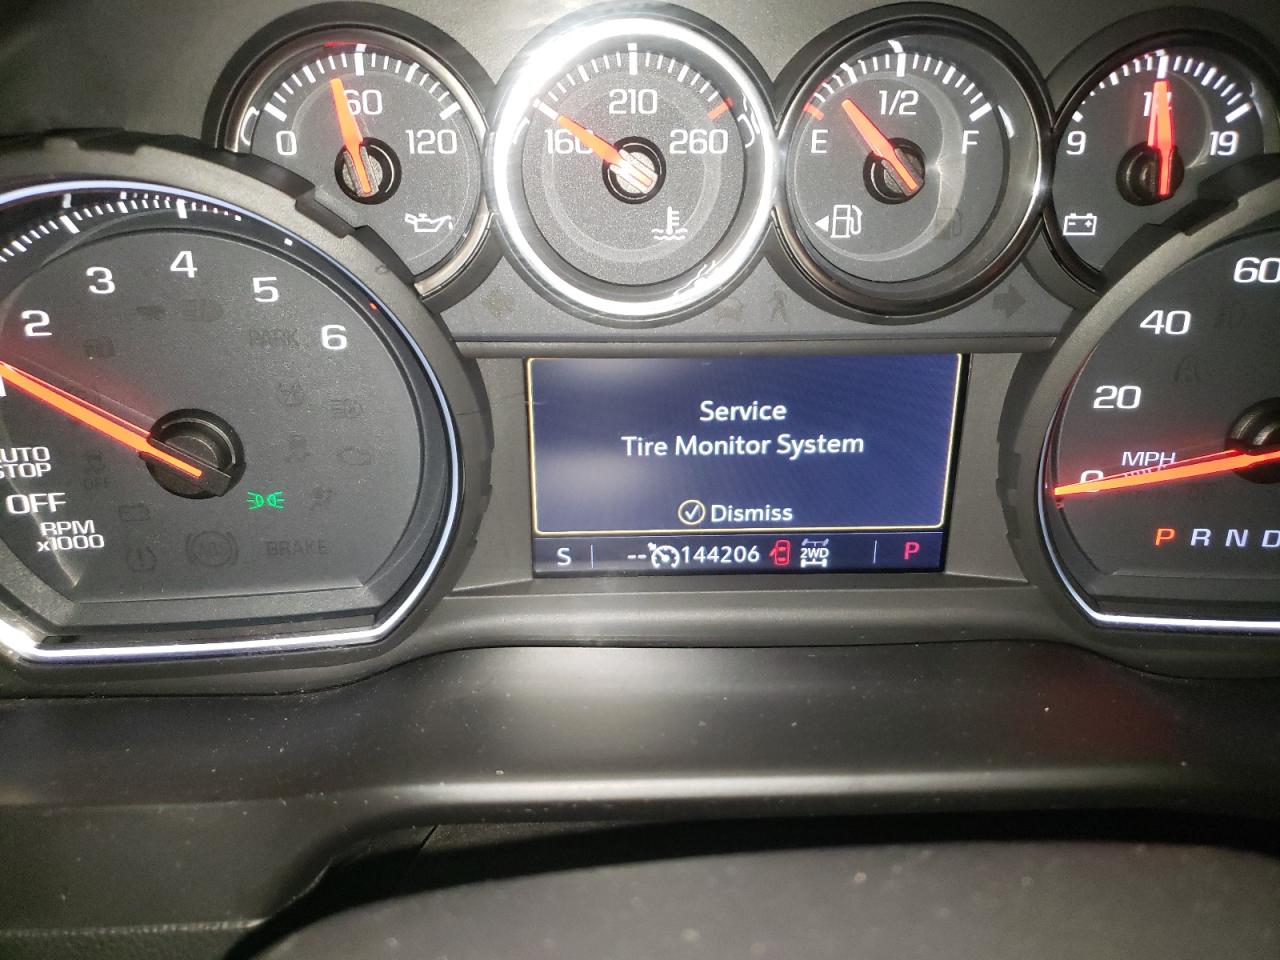 0 60 120
160 210 260
E 1/2 F
9 19
2 3 4 5 6
PARK
AUTO
STOP
OFF
RPM
x1000
BRAKE
Service
Tire Monitor System
Dismiss
S -- 144206 2WD P
0 20 40 60
MPH
P R N D